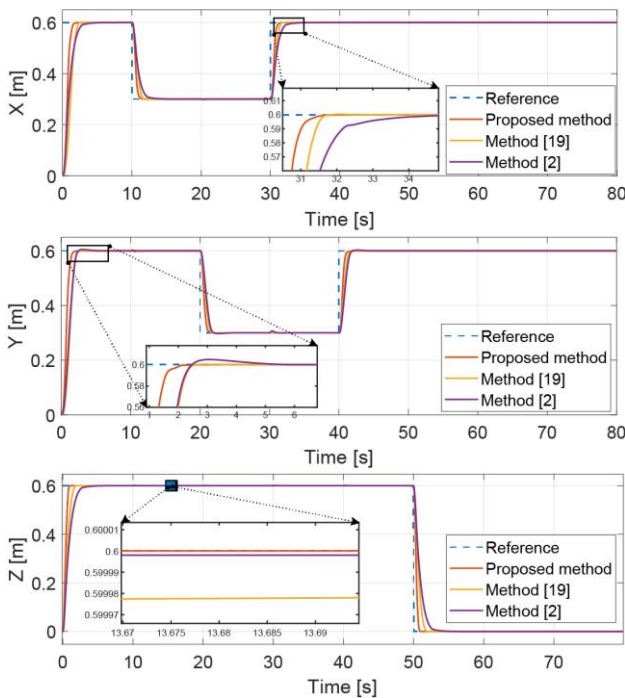 0.6
0.4
0.2
0
X [m]
0.61
0.6
0.59
0.58
0.57
0.56
31 32 33 34
Reference
Proposed method
Method [19]
Method [2]
0 10 20 30 40 50 60 70 80
Time [s]
0.6
0.4
0.2
0
Y [m]
0.6
0.58
0.56
1 2 3 4 5 6
Reference
Proposed method
Method [19]
Method [2]
0 10 20 30 40 50 60 70 80
Time [s]
0.6
0.4
0.2
0
Z [m]
0.60001
0.6
0.59999
0.59998
0.59997
13.67 13.675 13.68 13.685 13.69
Reference
Proposed method
Method [19]
Method [2]
0 10 20 30 40 50 60 70 80
Time [s]